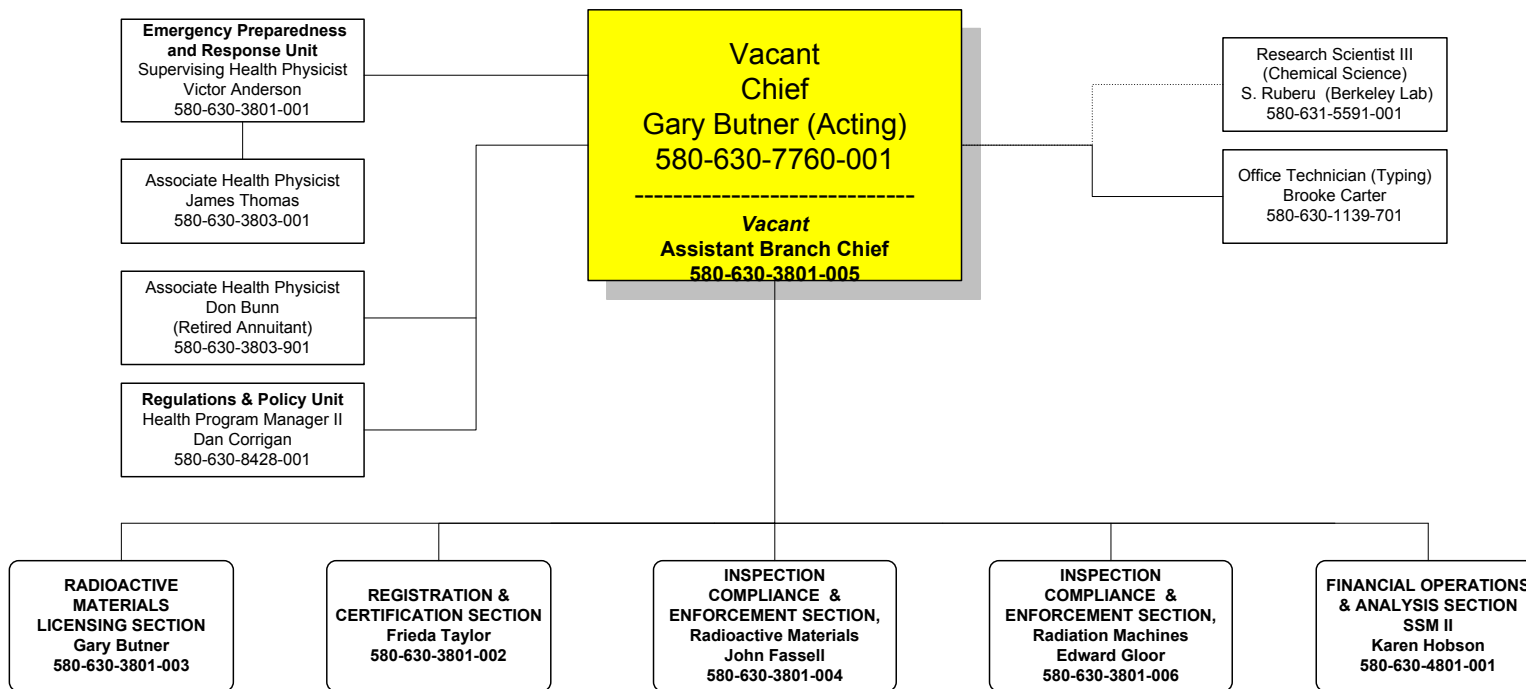 Emergency Preparedness
and Response Unit
Supervising Health Physicist
Victor Anderson
580-630-3801-001
Associate Health Physicist
James Thomas
580-630-3803-001
Associate Health Physicist
Don Bunn
(Retired Annuitant)
580-630-3803-901
Regulations & Policy Unit
Health Program Manager II
Dan Corrigan
580-630-8428-001
Vacant
Chief
Gary Butner (Acting)
580-630-7760-001
-----------------------------
Vacant
Assistant Branch Chief
580-630-3801-005
Research Scientist III
(Chemical Science)
S. Ruberu (Berkeley Lab)
580-631-5591-001
Office Technician (Typing)
Brooke Carter
580-630-1139-701
RADIOACTIVE
MATERIALS
LICENSING SECTION
Gary Butner
580-630-3801-003
REGISTRATION &
CERTIFICATION SECTION
Frieda Taylor
580-630-3801-002
INSPECTION
COMPLIANCE &
ENFORCEMENT SECTION,
Radioactive Materials
John Fassell
580-630-3801-004
INSPECTION
COMPLIANCE &
ENFORCEMENT SECTION,
Radiation Machines
Edward Gloor
580-630-3801-006
FINANCIAL OPERATIONS
& ANALYSIS SECTION
SSM II
Karen Hobson
580-630-4801-001